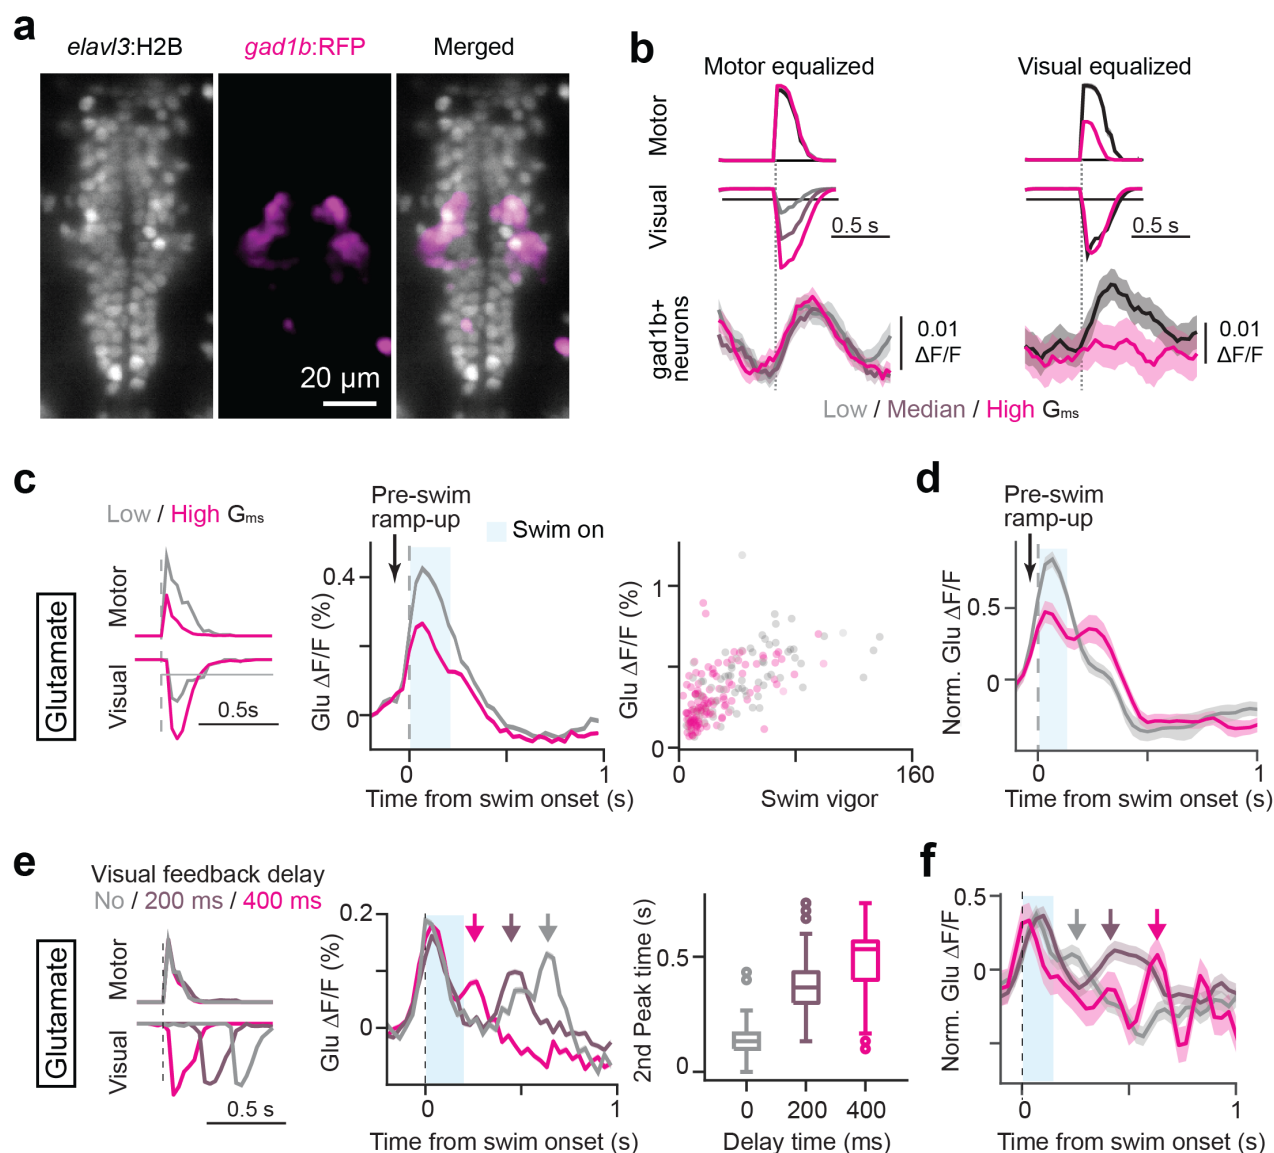 a
elavl3:H2B
gad1b:RFP
Merged
20 µm
b
Motor equalized
Visual equalized
Motor
Visual
0.5 s
0.5 s
gad1b+
neurons
0.01
ΔF/F
0.01
ΔF/F
Low / Median / High Gms
c
Glutamate
Low / High Gms
Motor
Visual
0.5s
Pre-swim
ramp-up
Swim on
Glu ΔF/F (%)
0.4
0
0
1
Time from swim onset (s)
Glu ΔF/F (%)
1
0
0
160
Swim vigor
d
Pre-swim
ramp-up
Norm. Glu ΔF/F
0.5
0
0
1
Time from swim onset (s)
e
Glutamate
Visual feedback delay
No / 200 ms / 400 ms
Motor
Visual
0.5 s
Glu ΔF/F (%)
0.2
0
0
1
Time from swim onset (s)
2nd Peak time (s)
0.5
0
0
200
400
Delay time (ms)
f
Norm. Glu ΔF/F
0.5
0
0
1
Time from swim onset (s)